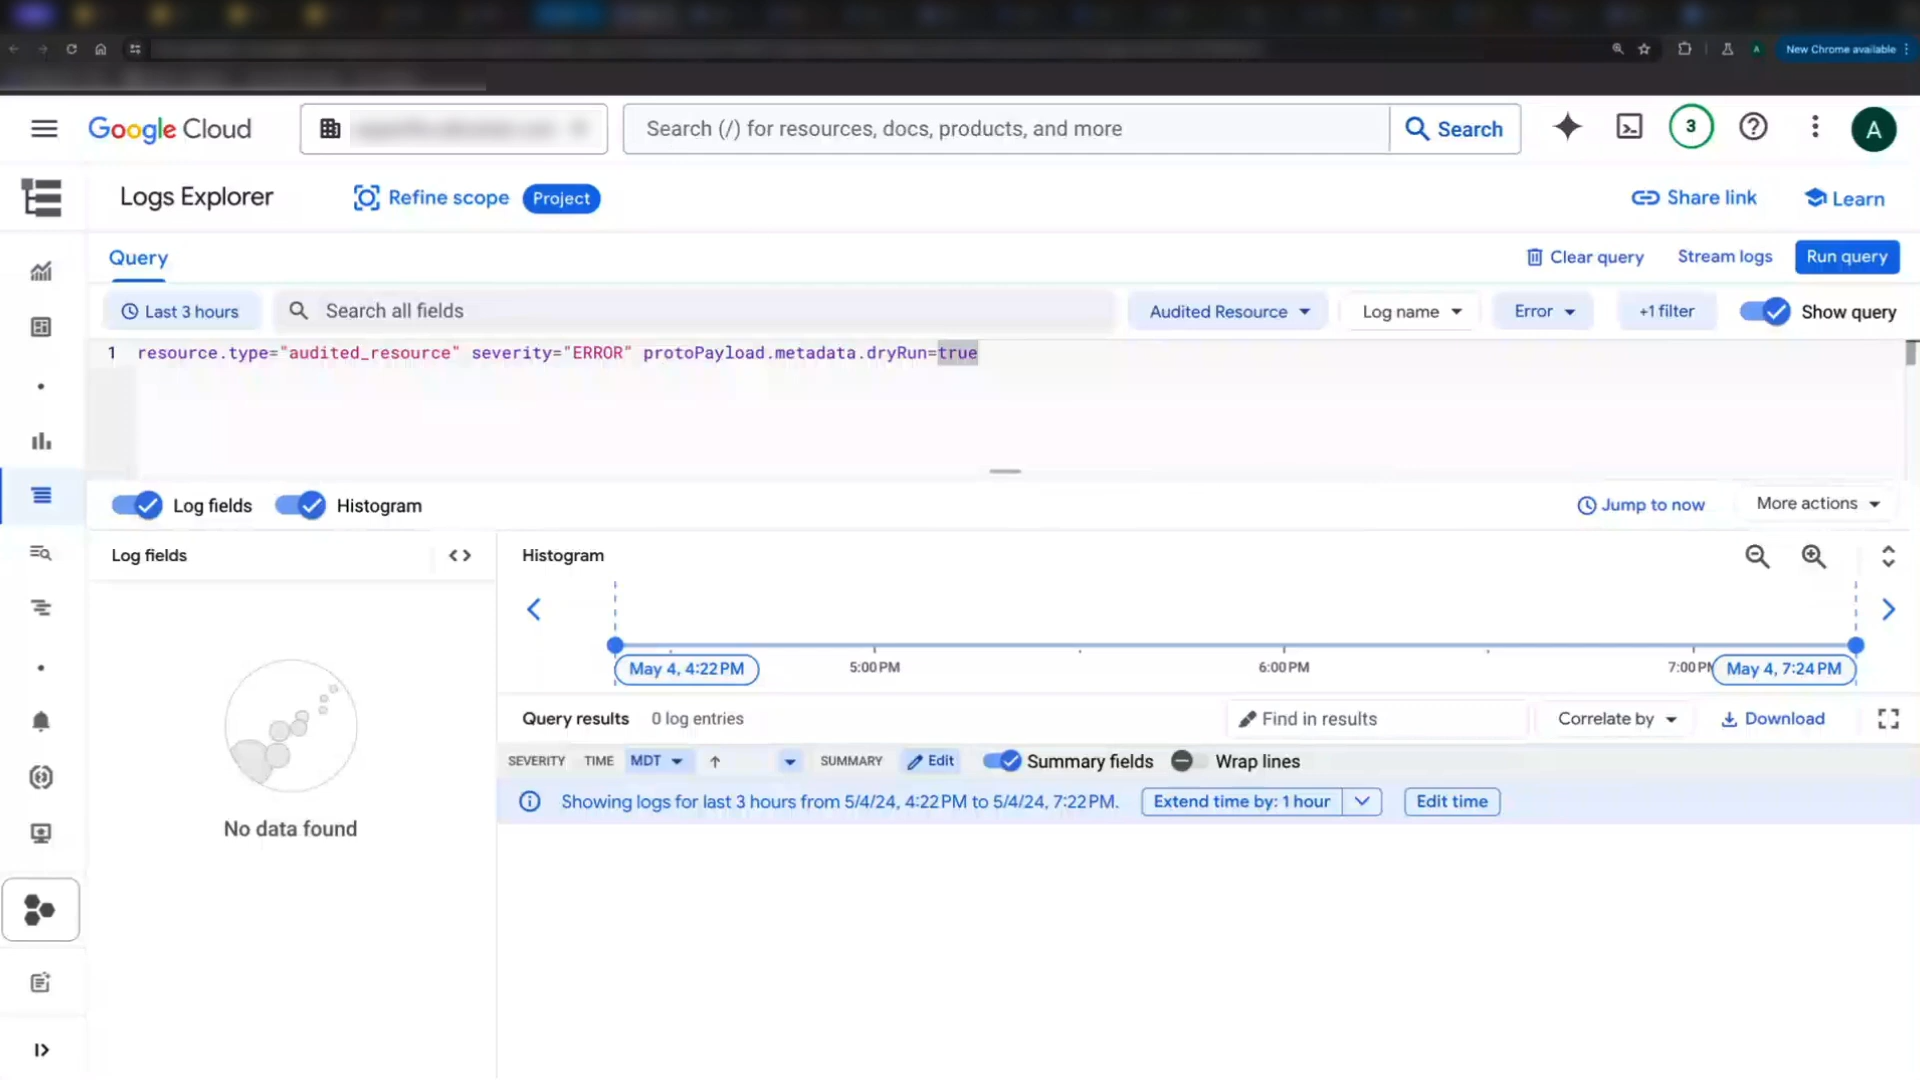 New Chrome available
Google Cloud
Search (/) for resources, docs, products, and more
Search
3
A
Logs Explorer
Refine scope
Project
Share link
Learn
Query
Clear query
Stream logs
Run query
Last 3 hours
Search all fields
Audited Resource
Log name
Error
+1 filter
Show query
1 resource.type="audited_resource" severity="ERROR" protoPayload.metadata.dryRun=true
Log fields
Histogram
Jump to now
More actions
Log fields
Histogram
May 4, 4:22 PM
5:00 PM
6:00 PM
7:00 PM
May 4, 7:24 PM
No data found
Query results
0 log entries
Find in results
Correlate by
Download
SEVERITY
TIME
MDT
SUMMARY
Edit
Summary fields
Wrap lines
Showing logs for last 3 hours from 5/4/24, 4:22 PM to 5/4/24, 7:22 PM.
Extend time by: 1 hour
Edit time